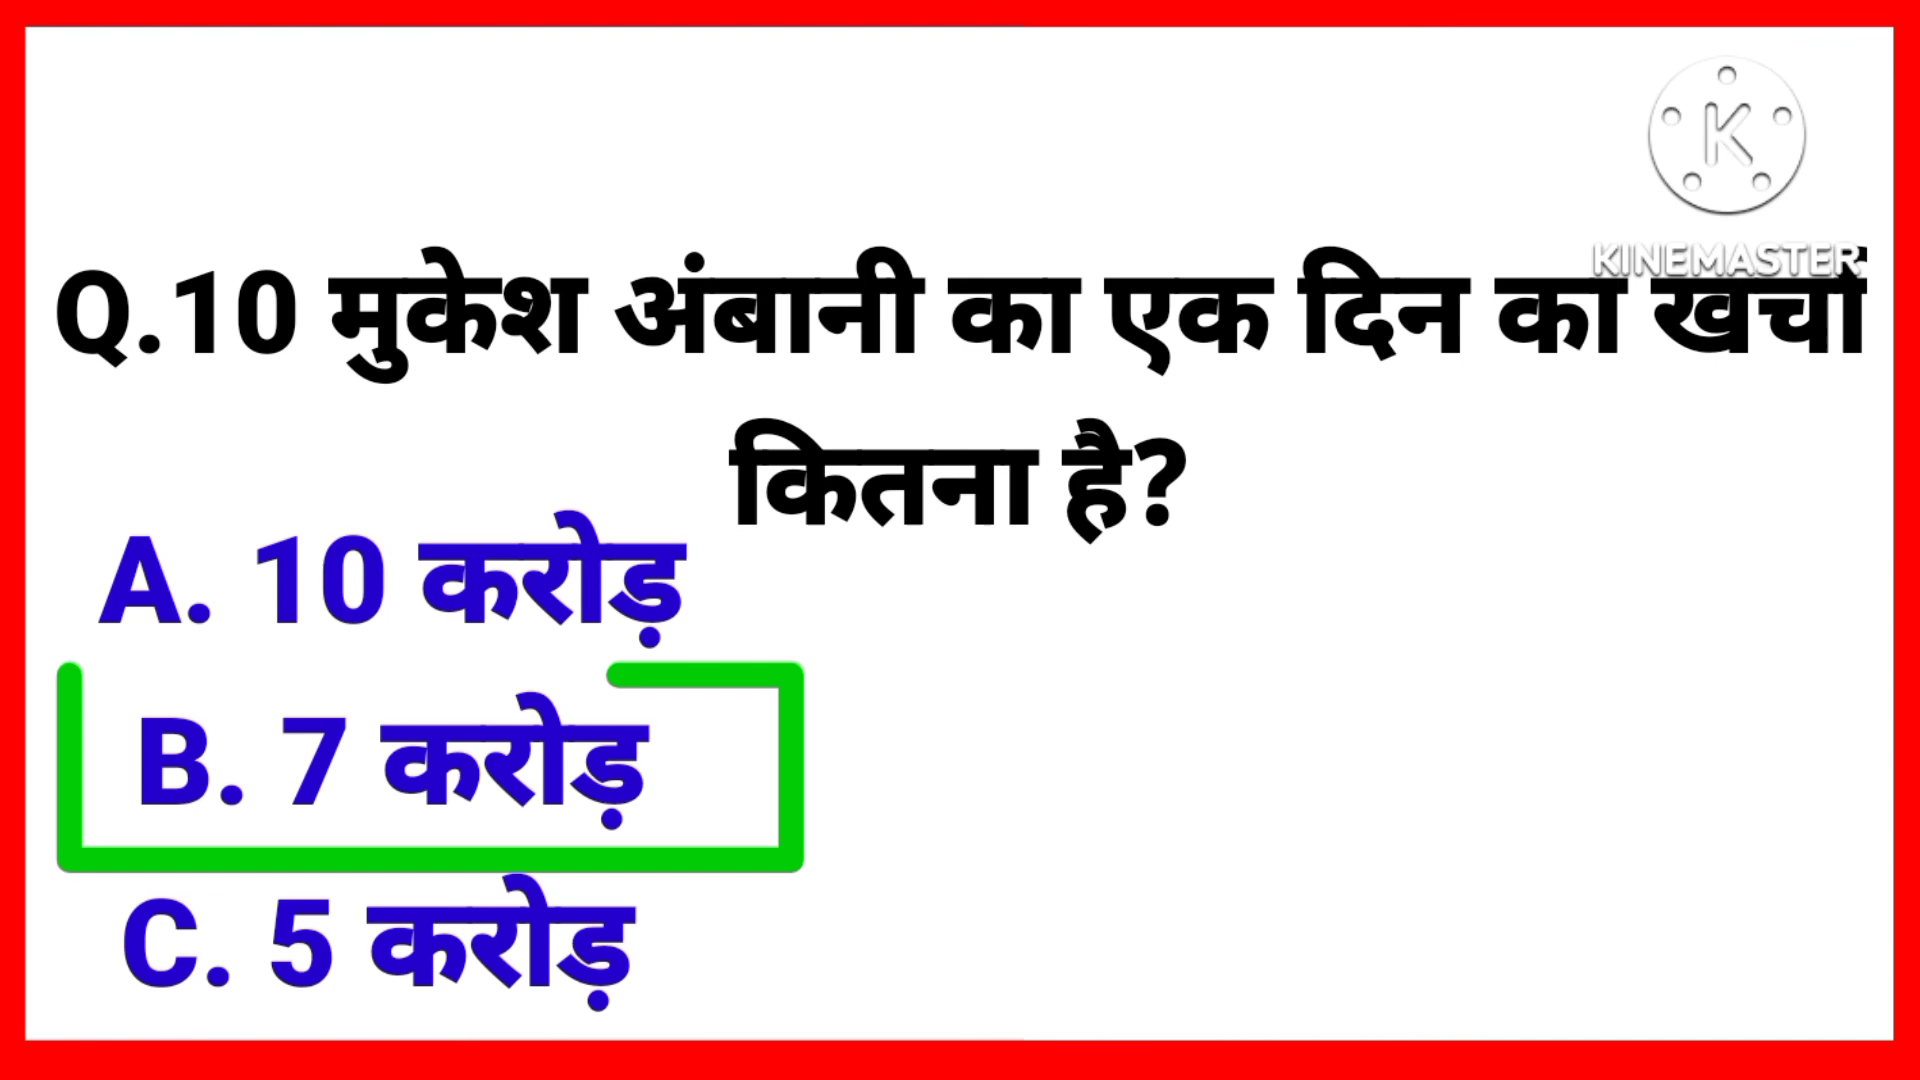 K
KINEMASTER
Q.10 मुकेश अंबानी का एक दिन का खर्चा
कितना है?
A. 10 करोड़
B. 7 करोड़
C. 5 करोड़